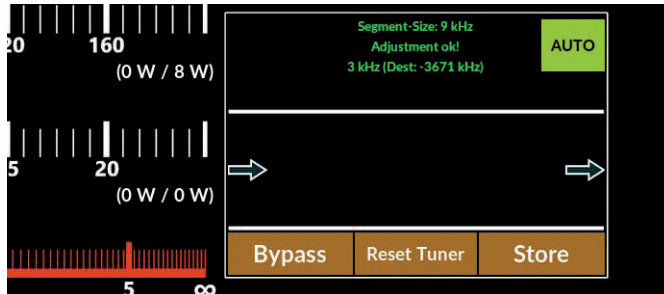 20 160
(0 W / 8 W)
5 20
(0 W / 0 W)
5 ∞
Segment-Size: 9 kHz
Adjustment ok!
3 kHz (Dest: -3671 kHz)
AUTO
Bypass Reset Tuner Store